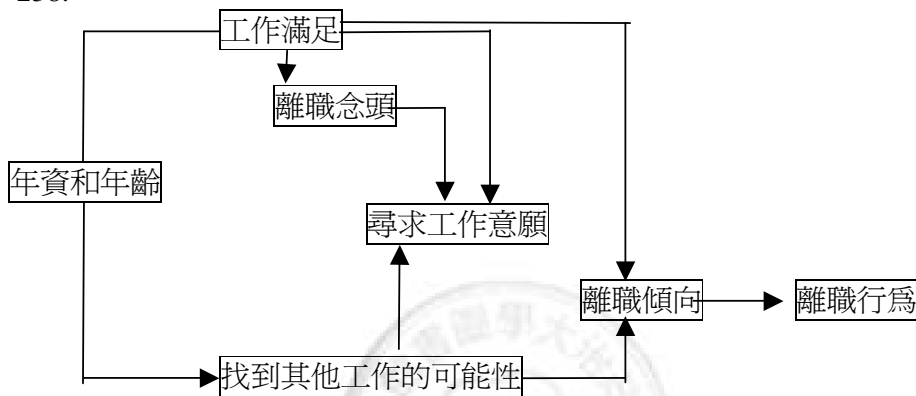 工作滿足
離職念頭
年資和年齡
尋求工作意願
離職傾向
離職行為
找到其他工作的可能性